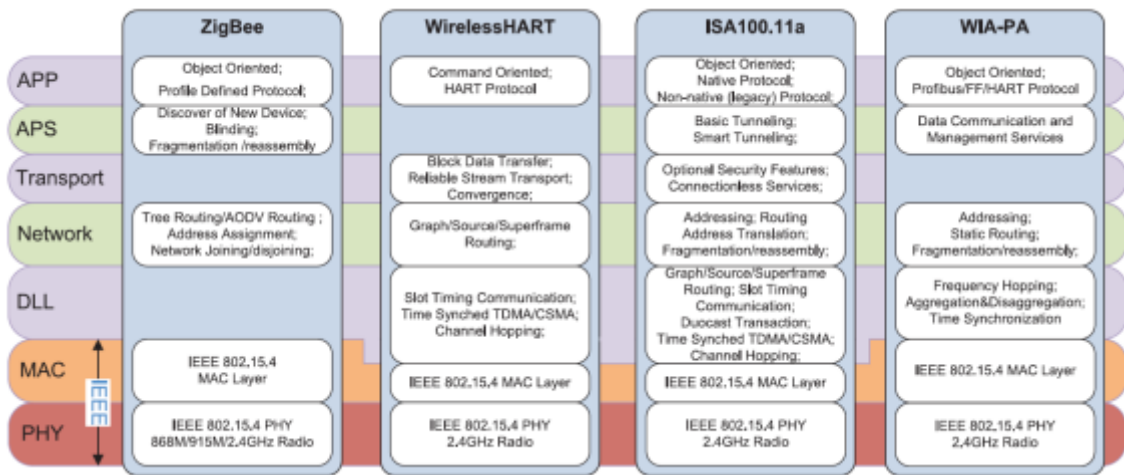 ZigBee
WirelessHART
ISA100.11a
WIA-PA
APP
Object Oriented;
Profile Defined Protocol;
Command Oriented;
HART Protocol
Object Oriented;
Native Protocol;
Non-native (legacy) Protocol;
Object Oriented;
Profibus/FF/HART Protocol
APS
Discover of New Device;
Blinding;
Fragmentation /reassembly
Basic Tunneling;
Smart Tunneling;
Data Communication and
Management Services
Transport
Block Data Transfer;
Reliable Stream Transport;
Convergence;
Optional Security Features;
Connectionless Services;
Network
Tree Routing/AODV Routing ;
Address Assignment;
Network Joining/disjoining;
Graph/Source/Superframe
Routing;
Addressing; Routing
Address Translation;
Fragmentation/reassembly;
Addressing;
Static Routing;
Fragmentation/reassembly;
DLL
Slot Timing Communication;
Time Synched TDMA/CSMA;
Channel Hopping;
Graph/Source/Superframe
Routing; Slot Timing
Communication;
Duocast Transaction;
Time Synched TDMA/CSMA;
Channel Hopping;
Frequency Hopping;
Aggregation&Disaggregation;
Time Synchronization
MAC
IEEE
IEEE 802.15.4
MAC Layer
IEEE 802.15.4 MAC Layer
IEEE 802.15.4 MAC Layer
IEEE 802.15.4 MAC Layer
PHY
IEEE 802.15.4 PHY
868M/915M/2.4GHz Radio
IEEE 802.15.4 PHY
2.4GHz Radio
IEEE 802.15.4 PHY
2.4GHz Radio
IEEE 802.15.4 PHY
2.4GHz Radio